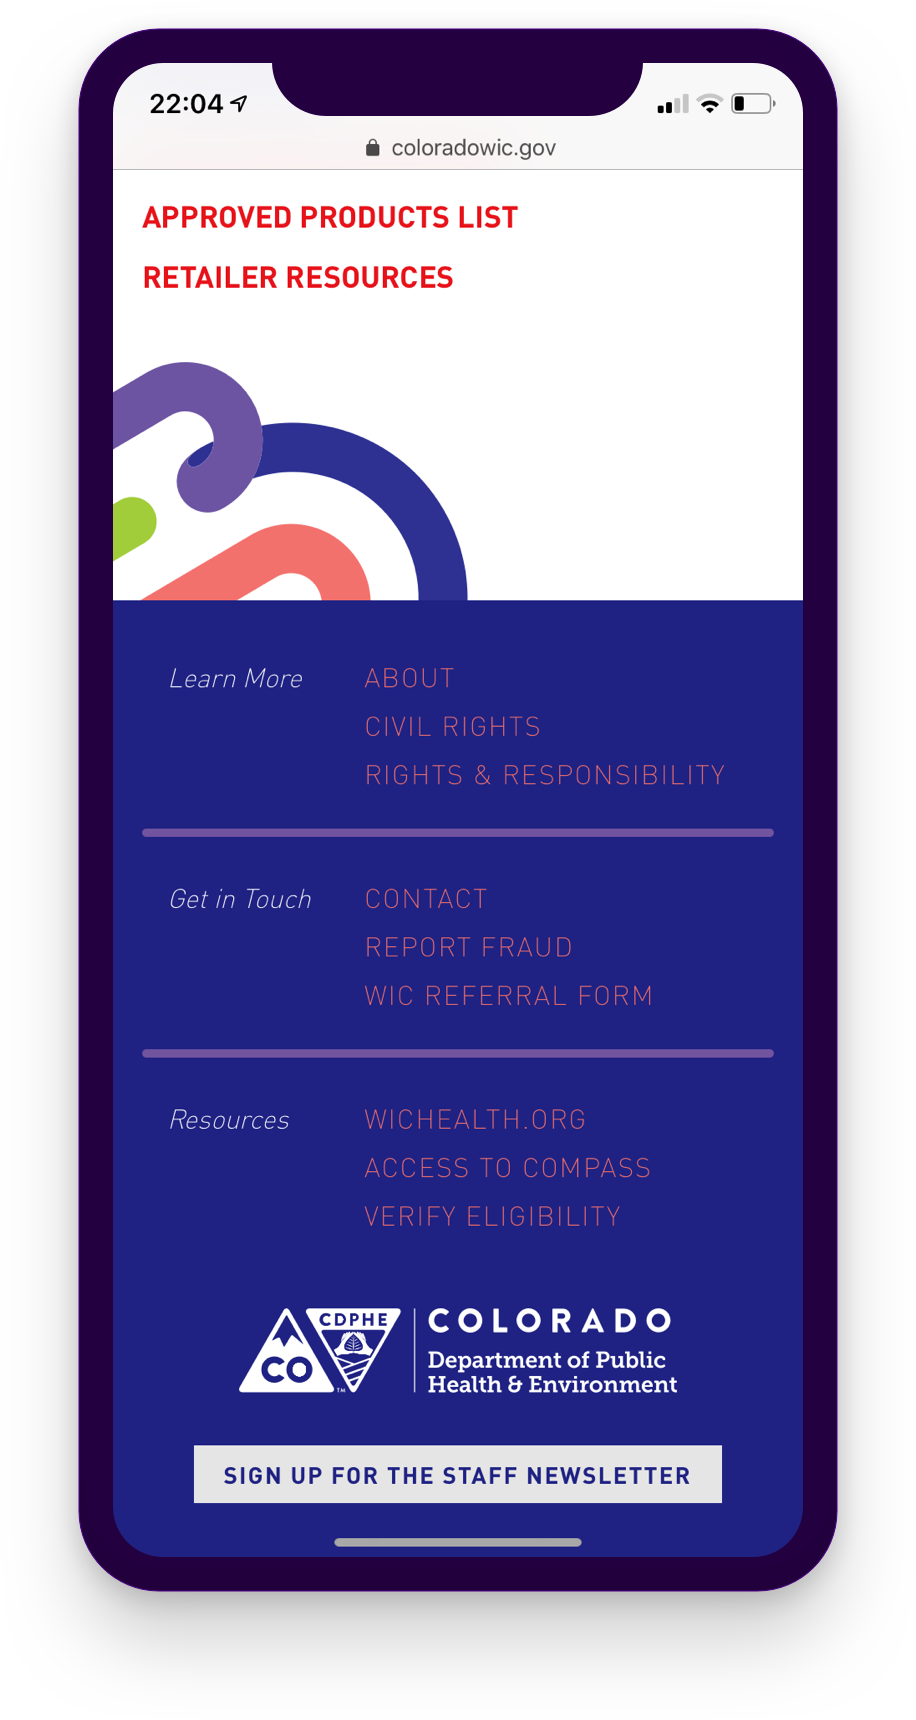 22:04
coloradowic.gov
APPROVED PRODUCTS LIST
RETAILER RESOURCES
Learn More
ABOUT
CIVIL RIGHTS
RIGHTS & RESPONSIBILITY
Get in Touch
CONTACT
REPORT FRAUD
WIC REFERRAL FORM
Resources
WICHEALTH.ORG
ACCESS TO COMPASS
VERIFY ELIGIBILITY
CO
TM
CDPHE
COLORADO
Department of Public
Health & Environment
SIGN UP FOR THE STAFF NEWSLETTER